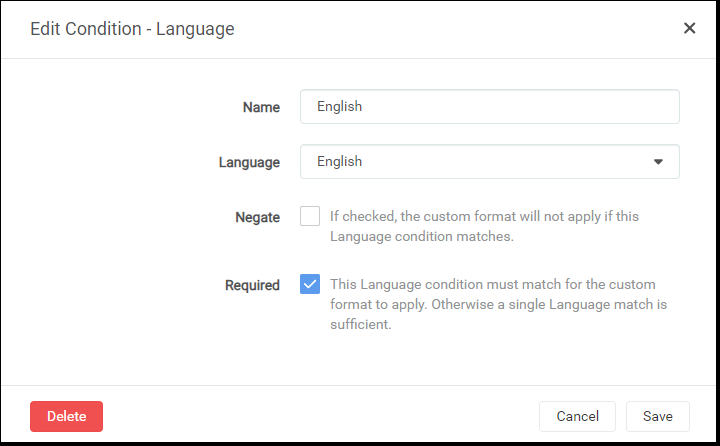 Edit Condition - Language
Name
English
Language
English
Negate
If checked, the custom format will not apply if this
Language condition matches.
Required
This Language condition must match for the custom
format to apply. Otherwise a single Language match is
sufficient.
Delete
Cancel
Save